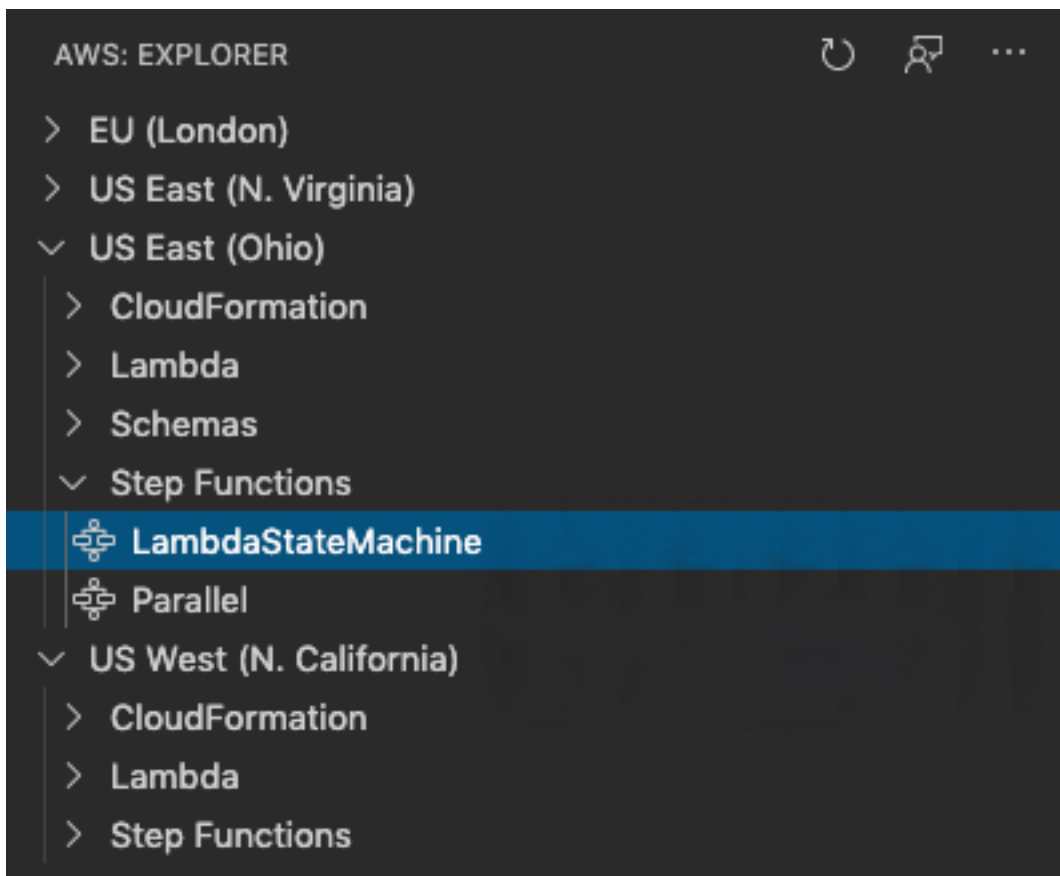 AWS: EXPLORER
EU (London)
US East (N. Virginia)
US East (Ohio)
CloudFormation
Lambda
Schemas
Step Functions
LambdaStateMachine
Parallel
US West (N. California)
CloudFormation
Lambda
Step Functions